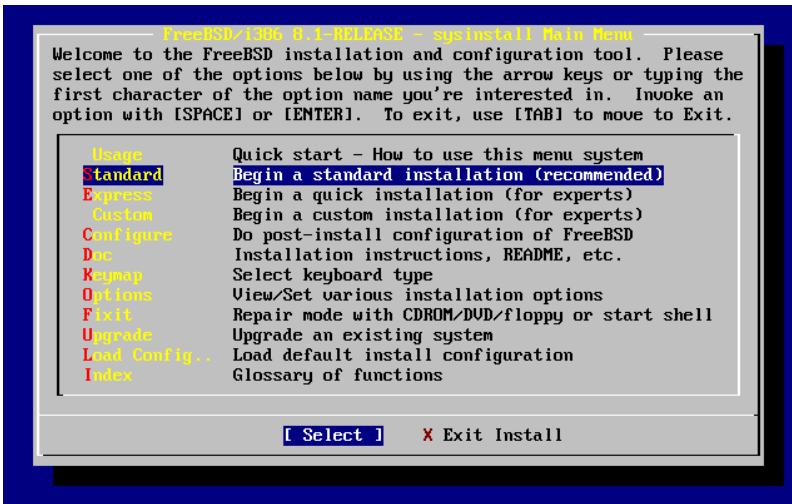 FreeBSD/i386 8.1-RELEASE - sysinstall Main Menu
Welcome to the FreeBSD installation and configuration tool.  Please
select one of the options below by using the arrow keys or typing the
first character of the option name you're interested in.  Invoke an
option with [SPACE] or [ENTER].  To exit, use [TAB] to move to Exit.
Usage Quick start - How to use this menu system
Standard Begin a standard installation (recommended)
Express Begin a quick installation (for experts)
Custom Begin a custom installation (for experts)
Configure Do post-install configuration of FreeBSD
Doc Installation instructions, README, etc.
Keymap Select keyboard type
Options View/Set various installation options
Fixit Repair mode with CDROM/DVD/floppy or start shell
Upgrade Upgrade an existing system
Load Config.. Load default install configuration
Index Glossary of functions
[ Select ] X Exit Install